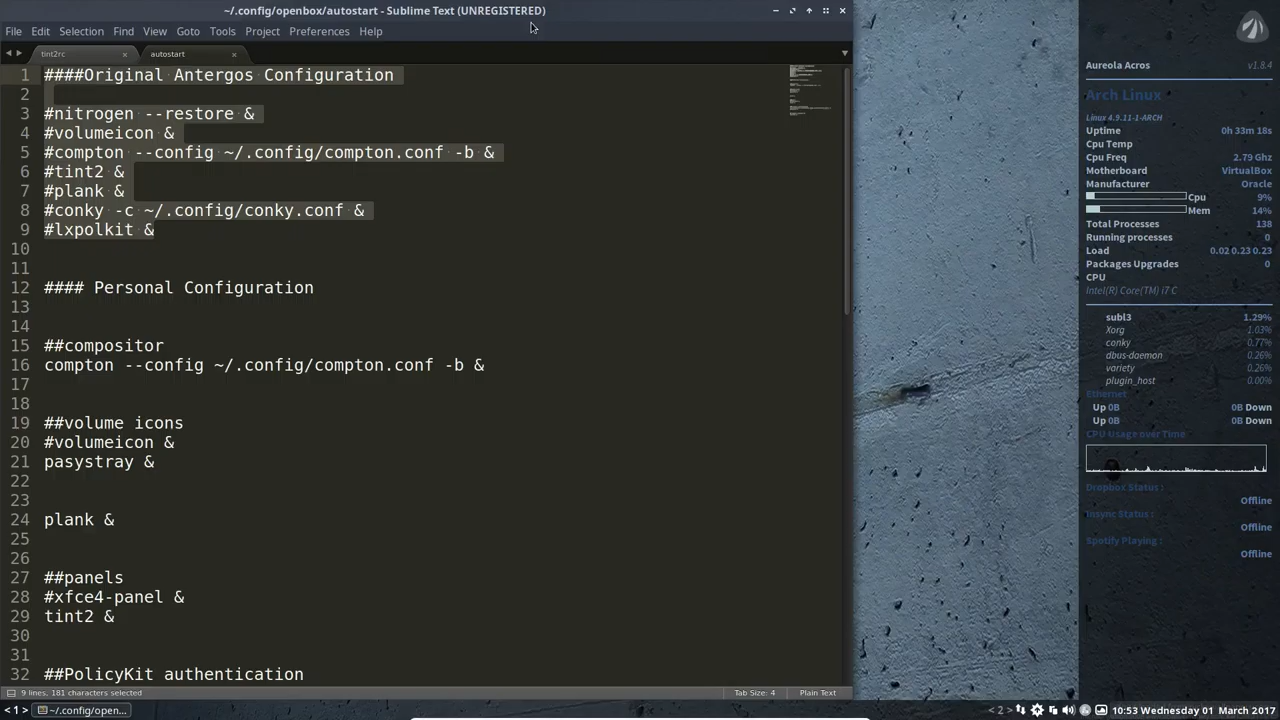 ~/.config/openbox/autostart - Sublime Text (UNREGISTERED)
File Edit Selection Find View Goto Tools Project Preferences Help
tint2rc autostart
1 ####Original Antergos Configuration
2
3 #nitrogen --restore &
4 #volumeicon &
5 #compton --config ~/.config/compton.conf -b &
6 #tint2 &
7 #plank &
8 #conky -c ~/.config/conky.conf &
9 #lxpolkit &
10
11
12 #### Personal Configuration
13
14
15 ##compositor
16 compton --config ~/.config/compton.conf -b &
17
18
19 ##volume icons
20 #volumeicon &
21 pasystray &
22
23
24 plank &
25
26
27 ##panels
28 #xfce4-panel &
29 tint2 &
30
31
32 ##PolicyKit authentication
9 lines, 181 characters selected Tab Size: 4 Plain Text
Aureola Acros v1.8.4
Arch Linux
Linux 4.9.11-1-ARCH
Uptime 0h 33m 18s
Cpu Temp
Cpu Freq 2.79 Ghz
Motherboard VirtualBox
Manufacturer Oracle
Cpu 9%
Mem 14%
Total Processes 138
Running processes 0
Load 0.02 0.23 0.23
Packages Upgrades 0
CPU
Intel(R) Core(TM) i7 C
subl3 1.29%
Xorg 1.03%
conky 0.77%
dbus-daemon 0.26%
variety 0.26%
plugin_host 0.00%
Ethernet
Up 0B 0B Down
Up 0B 0B Down
CPU Usage over Time
Dropbox Status :
Offline
Insync Status :
Offline
Spotify Playing :
Offline
< 1 > ~/.config/open... < 2 > 10:53 Wednesday 01 March 2017